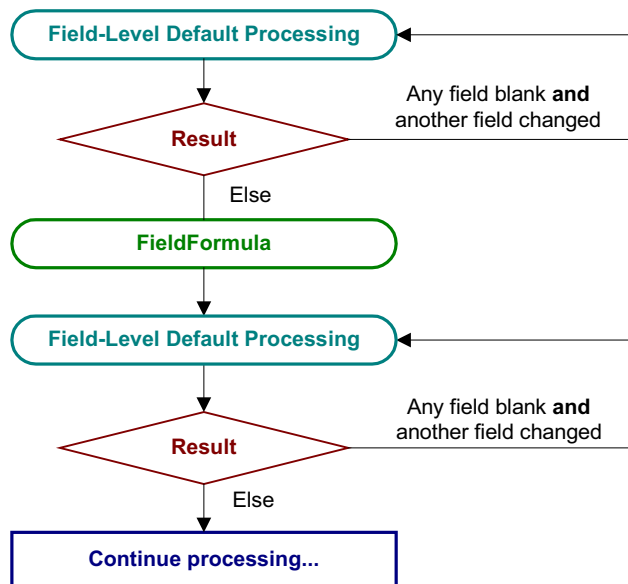 Field-Level Default Processing
Any field blank and
another field changed
Result
Else
FieldFormula
Field-Level Default Processing
Any field blank and
another field changed
Result
Else
Continue processing...